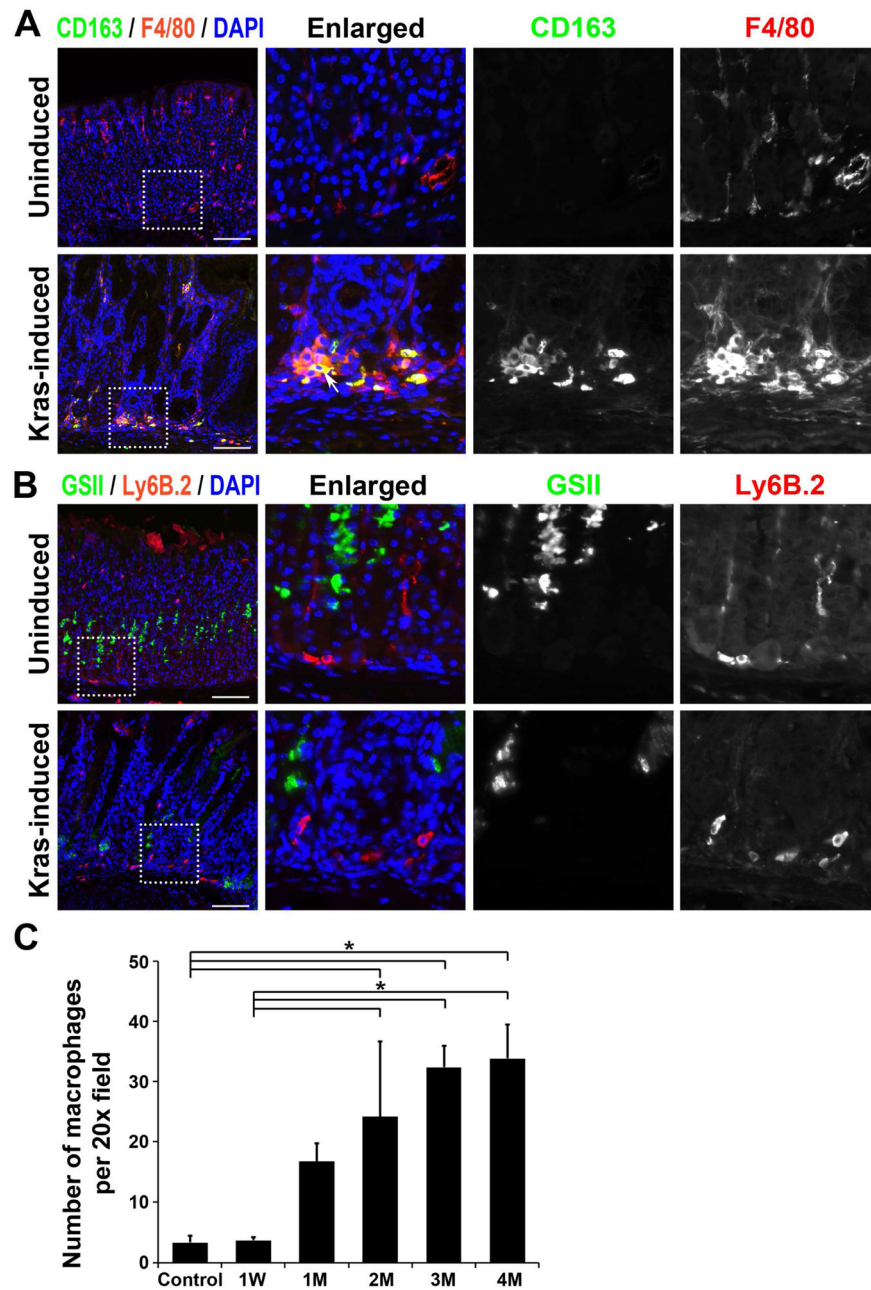 A
CD163 / F4/80 / DAPI Enlarged CD163 F4/80
Uninduced
Kras-induced
B
GSII / Ly6B.2 / DAPI Enlarged GSII Ly6B.2
Uninduced
Kras-induced
C
Number of macrophages
per 20x field
50
40
30
20
10
0
*
*
Control 1W 1M 2M 3M 4M